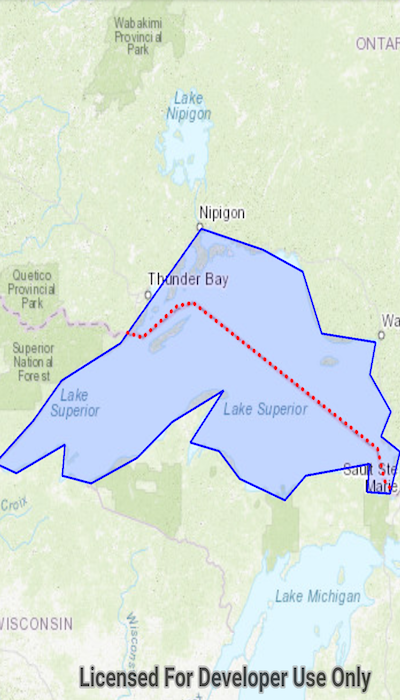 Wabakimi
Provincial
Park
ONTAR
Lake
Nipigon
Nipigon
Quetico
Provincial
Park
Thunder Bay
Wa
Superior
National
Forest
Lake
Superior
Lake Superior
Sault Ste
Marie
Croix
Lake Michigan
WISCONSIN
Wiscons
Licensed For Developer Use Only